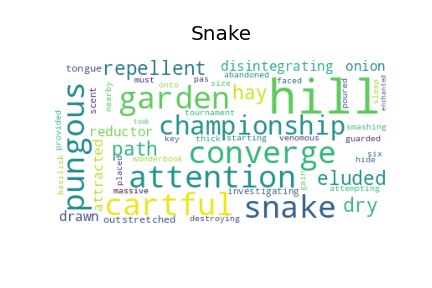 Snake
tongue repellent disintegrating onion
must onto pas size abandoned faced
pungous scent nearby garden hay hill poured sleep enchanted
tournament
provided reductor championship smashing
took key thick starting venomous guarded
basilisk attracted path wonderbook converge six
placed attention gain hide eluded
massive investigating attempting
cartful snake dry
drawn outstretched destroying